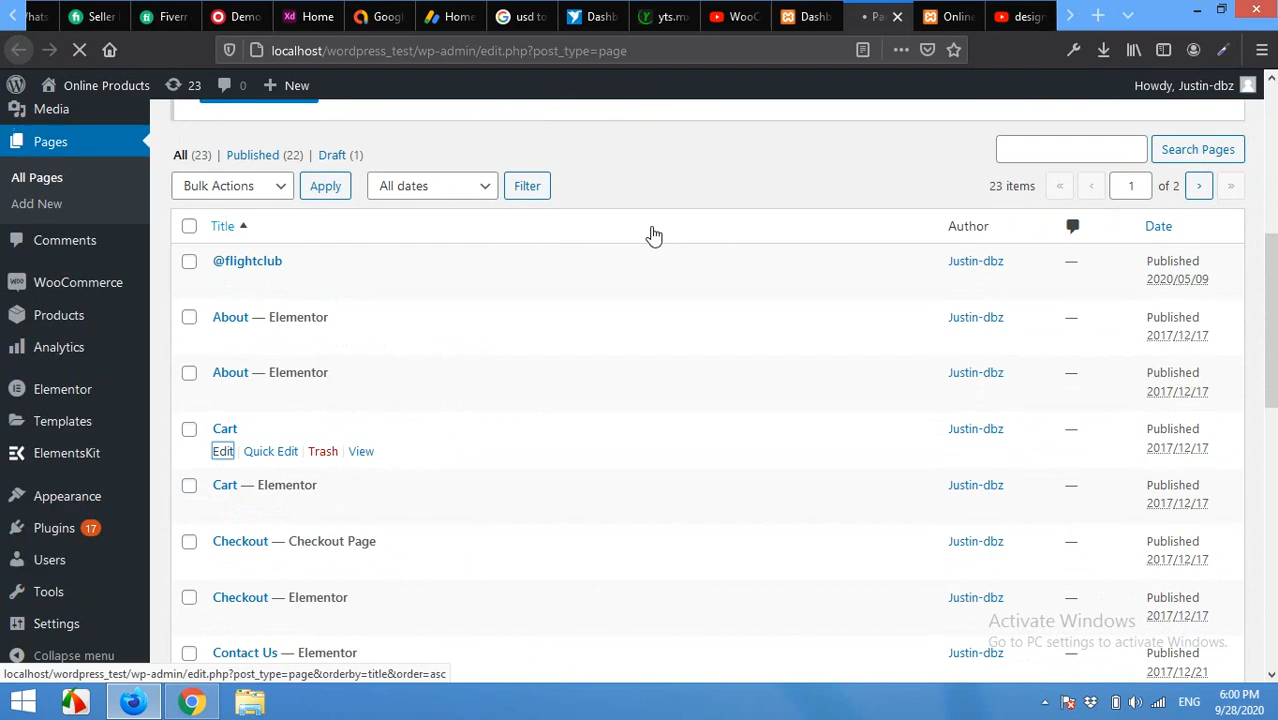 Whats
Seller
Fiverr
Demo
Xd Home
Googl
Home
usd to
Dashb
yts.m
WooC
Dashb
Pa
Online
design
localhost/wordpress_test/wp-admin/edit.php?post_type=page
Online Products 23 0 New
Howdy, Justin-dbz
Media
Pages
All Pages
Add New
Comments
WooCommerce
Products
Analytics
Elementor
Templates
ElementsKit
Appearance
Plugins 17
Users
Tools
Settings
Collapse menu
All (23) | Published (22) | Draft (1)
Search Pages
Bulk Actions Apply All dates Filter
23 items « ‹ 1 of 2 › »
Title Author Date
@flightclub Justin-dbz — Published
2020/05/09
About — Elementor Justin-dbz — Published
2017/12/17
About — Elementor Justin-dbz — Published
2017/12/17
Cart Justin-dbz — Published
Edit | Quick Edit | Trash | View 2017/12/17
Cart — Elementor Justin-dbz — Published
2017/12/17
Checkout — Checkout Page Justin-dbz — Published
2017/12/17
Checkout — Elementor Justin-dbz — Published
2017/12/17
Contact Us — Elementor Justin-dbz — Published
2017/12/21
Activate Windows
Go to PC settings to activate Windows.
localhost/wordpress_test/wp-admin/edit.php?post_type=page&orderby=title&order=asc
ENG
6:00 PM
9/28/2020